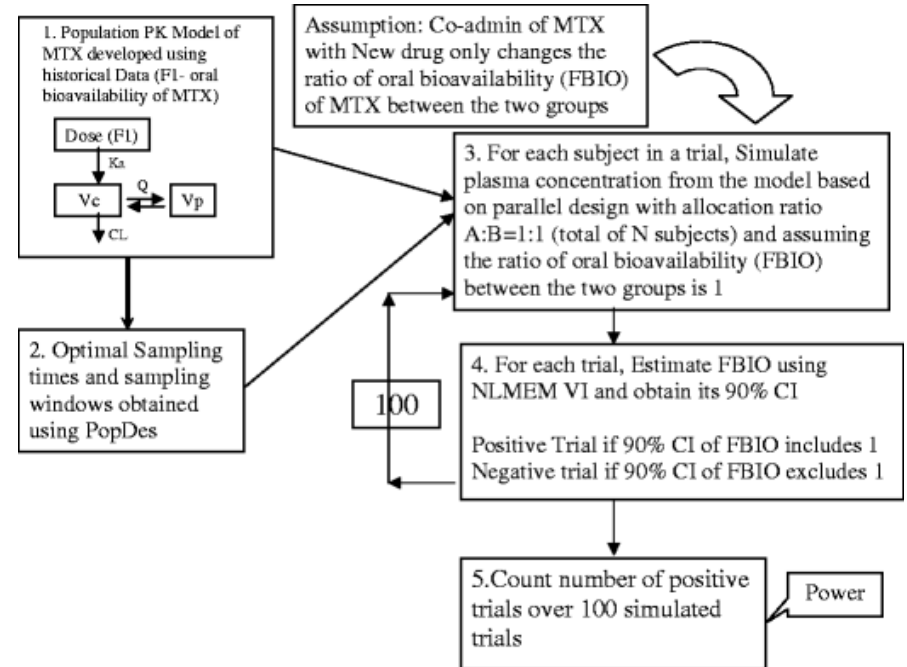 1. Population PK Model of
MTX developed using
historical Data (F1- oral
bioavailability of MTX)
Dose (F1)
Ka
Vc
Q
Vp
CL
Assumption: Co-admin of MTX
with New drug only changes the
ratio of oral bioavailability (FBIO)
of MTX between the two groups
2. Optimal Sampling
times and sampling
windows obtained
using PopDes
3. For each subject in a trial, Simulate
plasma concentration from the model based
on parallel design with allocation ratio
A:B=1:1 (total of N subjects) and assuming
the ratio of oral bioavailability (FBIO)
between the two groups is 1
100
4. For each trial, Estimate FBIO using
NLMEM VI and obtain its 90% CI
Positive Trial if 90% CI of FBIO includes 1
Negative trial if 90% CI of FBIO excludes 1
5.Count number of positive
trials over 100 simulated
trials
Power